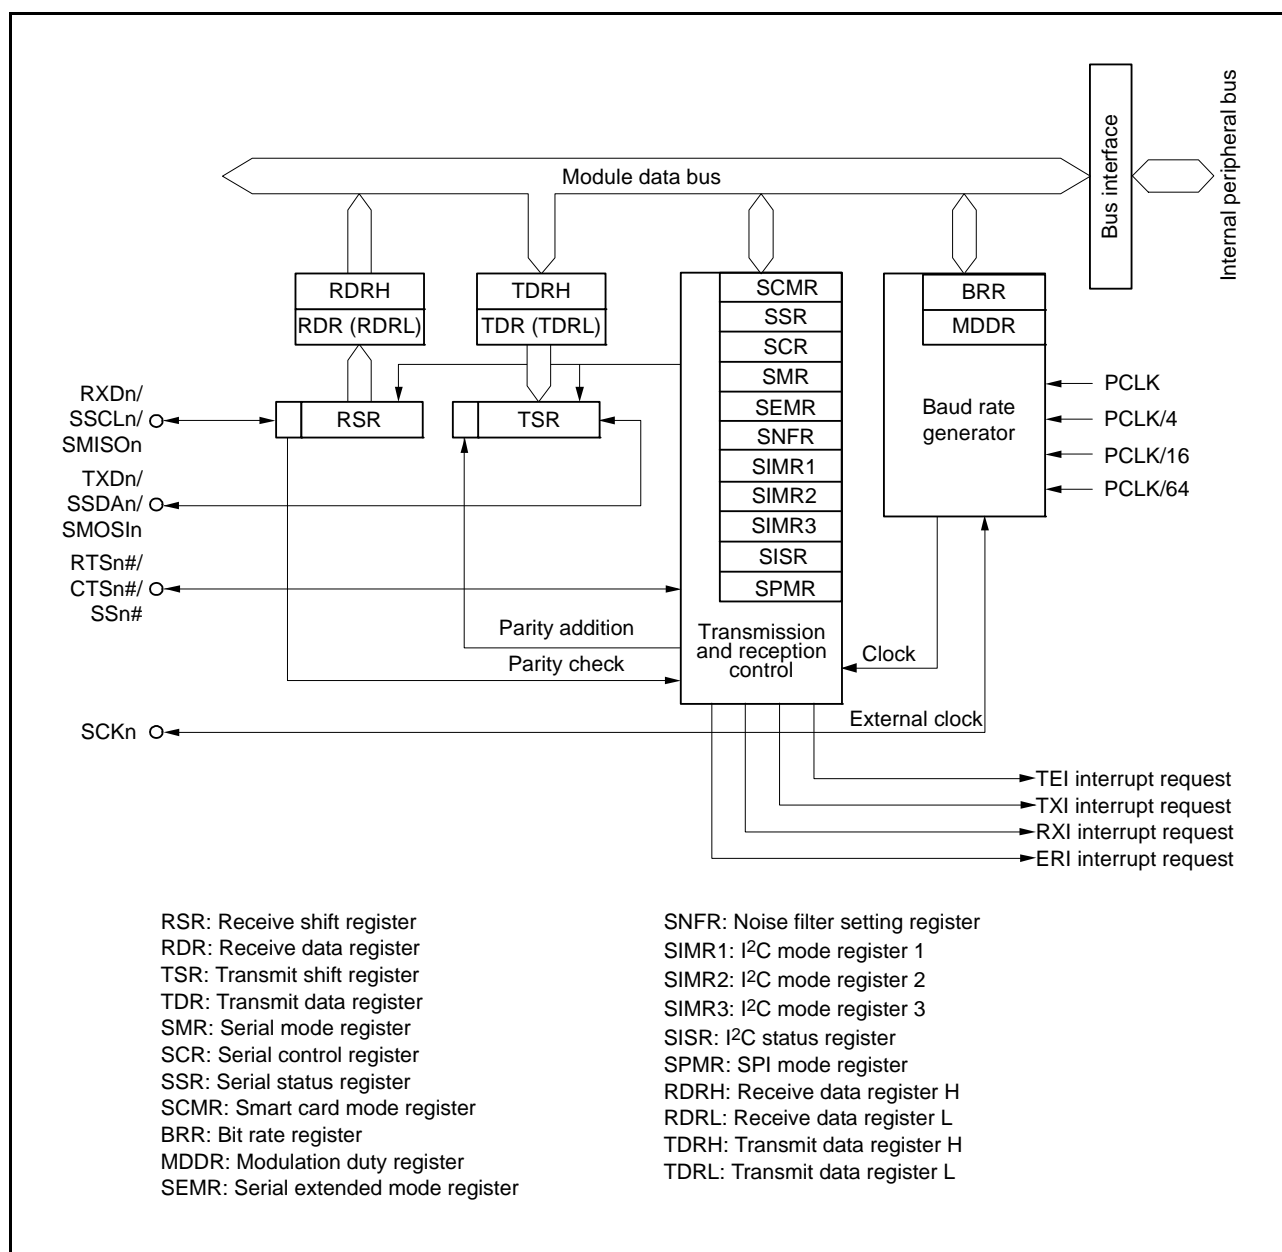 Bus interface
Internal peripheral bus
Module data bus
RDRH
RDR (RDRL)
TDRH
TDR (TDRL)
SCMR
SSR
SCR
SMR
SEMR
SNFR
SIMR1
SIMR2
SIMR3
SISR
SPMR
Transmission
and reception
control
BRR
MDDR
Baud rate
generator
PCLK
PCLK/4
PCLK/16
PCLK/64
RXDn/
SSCLn/
SMISOn
RSR
TSR
TXDn/
SSDAn/
SMOSIn
RTSn#/
CTSn#/
SSn#
Parity addition
Parity check
Clock
SCKn
External clock
TEI interrupt request
TXI interrupt request
RXI interrupt request
ERI interrupt request
RSR: Receive shift register
RDR: Receive data register
TSR: Transmit shift register
TDR: Transmit data register
SMR: Serial mode register
SCR: Serial control register
SSR: Serial status register
SCMR: Smart card mode register
BRR: Bit rate register
MDDR: Modulation duty register
SEMR: Serial extended mode register
SNFR: Noise filter setting register
SIMR1: I²C mode register 1
SIMR2: I²C mode register 2
SIMR3: I²C mode register 3
SISR: I²C status register
SPMR: SPI mode register
RDRH: Receive data register H
RDRL: Receive data register L
TDRH: Transmit data register H
TDRL: Transmit data register L